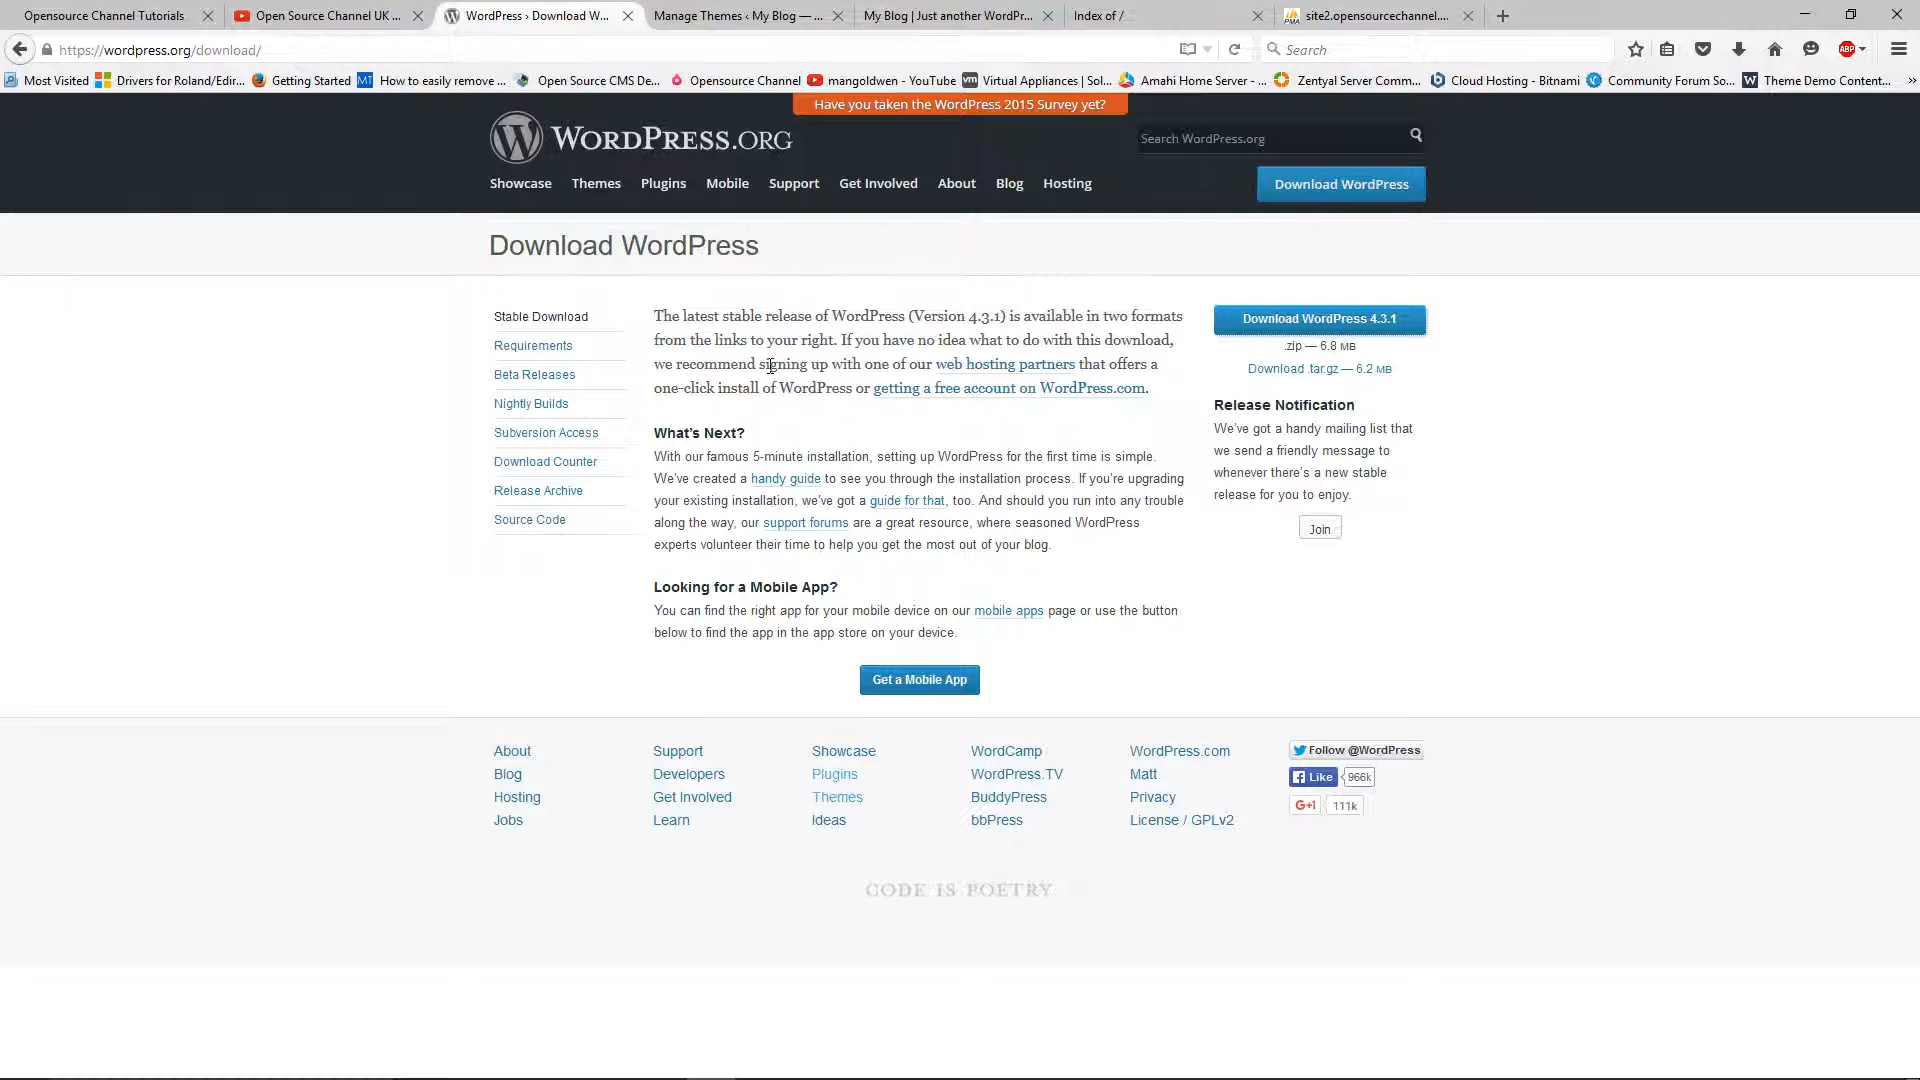 Opensource Channel Tutorials
Open Source Channel UK ...
WordPress › Download W...
Manage Themes ‹ My Blog — ...
My Blog | Just another WordPr...
Index of /
site2.opensourcechannel....
https://wordpress.org/download/
Search
ABP
Most Visited
Drivers for Roland/Edir...
Getting Started
MT How to easily remove ...
Open Source CMS De...
Opensource Channel
mangoldwen - YouTube
vm Virtual Appliances | Sol...
Amahi Home Server - ...
Zentyal Server Comm...
Cloud Hosting - Bitnami
Community Forum So...
W Theme Demo Content...
Have you taken the WordPress 2015 Survey yet?
WORDPRESS.ORG
Search WordPress.org
Showcase Themes Plugins Mobile Support Get Involved About Blog Hosting
Download WordPress
Download WordPress
Stable Download
Requirements
Beta Releases
Nightly Builds
Subversion Access
Download Counter
Release Archive
Source Code
The latest stable release of WordPress (Version 4.3.1) is available in two formats
from the links to your right. If you have no idea what to do with this download,
we recommend signing up with one of our web hosting partners that offers a
one-click install of WordPress or getting a free account on WordPress.com.
What's Next?
With our famous 5-minute installation, setting up WordPress for the first time is simple.
We've created a handy guide to see you through the installation process. If you're upgrading
your existing installation, we've got a guide for that, too. And should you run into any trouble
along the way, our support forums are a great resource, where seasoned WordPress
experts volunteer their time to help you get the most out of your blog.
Looking for a Mobile App?
You can find the right app for your mobile device on our mobile apps page or use the button
below to find the app in the app store on your device.
Get a Mobile App
Download WordPress 4.3.1
.zip — 6.8 MB
Download .tar.gz — 6.2 MB
Release Notification
We've got a handy mailing list that
we send a friendly message to
whenever there's a new stable
release for you to enjoy.
Join
About
Blog
Hosting
Jobs
Support
Developers
Get Involved
Learn
Showcase
Plugins
Themes
Ideas
WordCamp
WordPress.TV
BuddyPress
bbPress
WordPress.com
Matt
Privacy
License / GPLv2
Follow @WordPress
Like 966k
G+1 111k
CODE IS POETRY